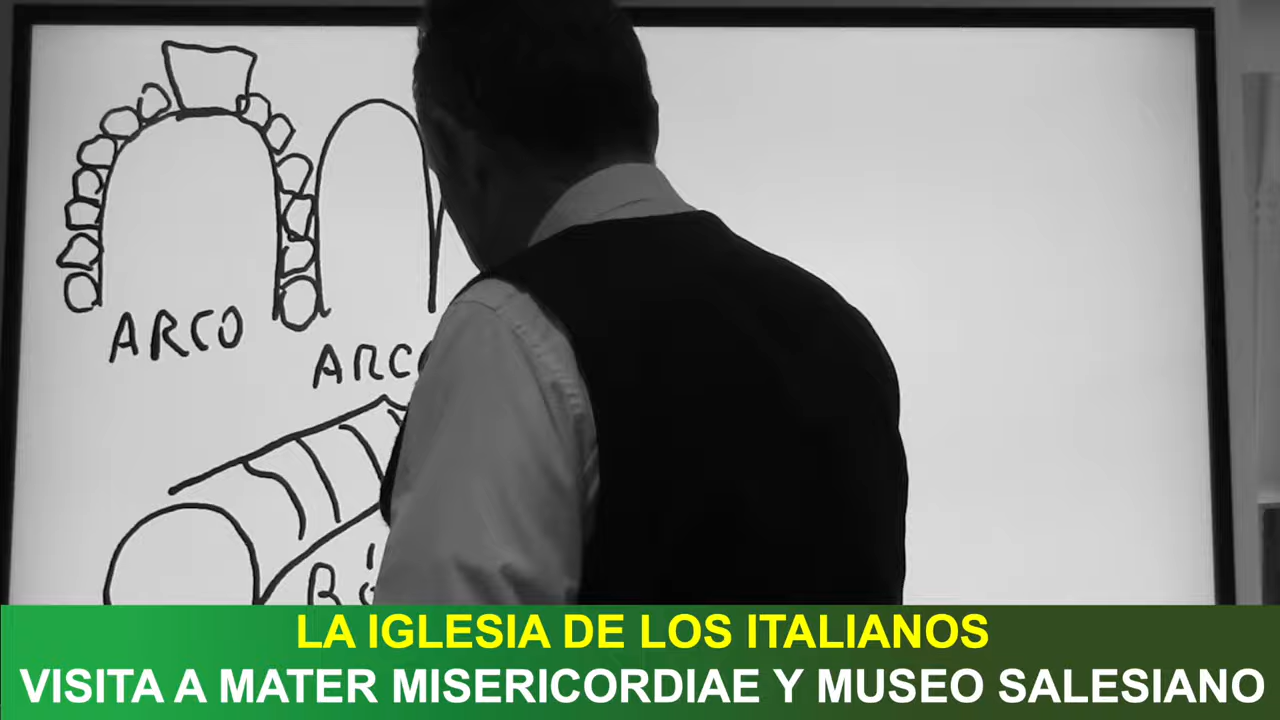 ARCO
ARCO
LA IGLESIA DE LOS ITALIANOS
VISITA A MATER MISERICORDIAE Y MUSEO SALESIANO